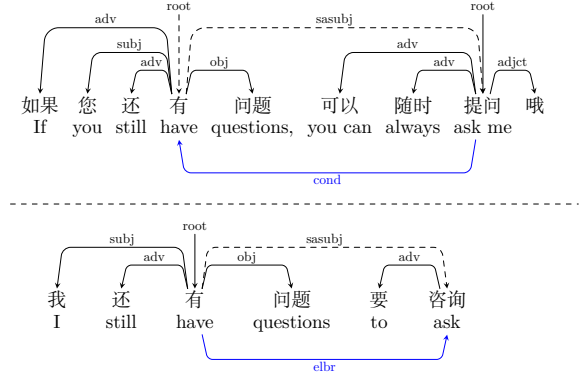 root root
adv sasubj
subj adv
adv obj adv adjct
如果 您 还 有 问题 可以 随时 提问 哦
If you still have questions, you can always ask me
cond
root
subj sasubj
adv obj adv
我 还 有 问题 要 咨询
I still have questions to ask
elbr